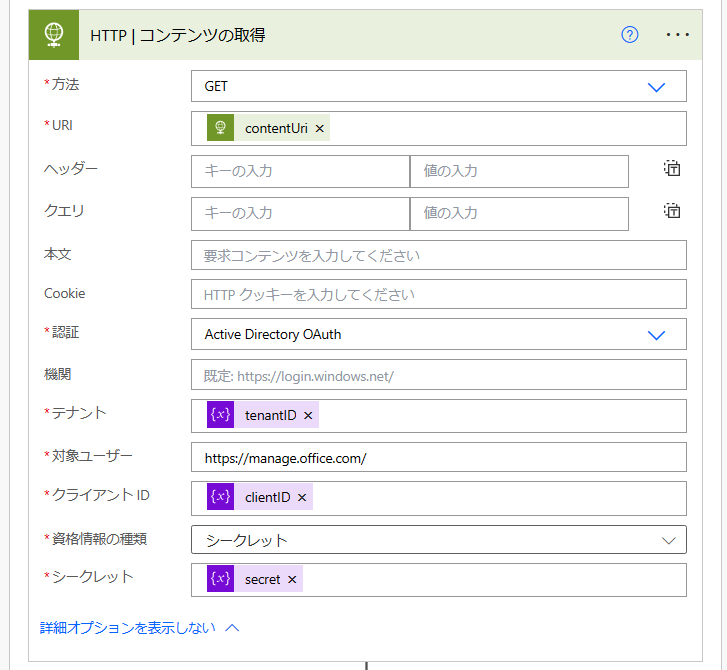 HTTP | コンテンツの取得
*方法 GET
*URI contentUri ×
ヘッダー キーの入力 値の入力
クエリ キーの入力 値の入力
本文 要求コンテンツを入力してください
Cookie HTTP クッキーを入力してください
*認証 Active Directory OAuth
機関 既定: https://login.windows.net/
*テナント {x} tenantID ×
*対象ユーザー https://manage.office.com/
*クライアント ID {x} clientID ×
*資格情報の種類 シークレット
*シークレット {x} secret ×
詳細オプションを表示しない